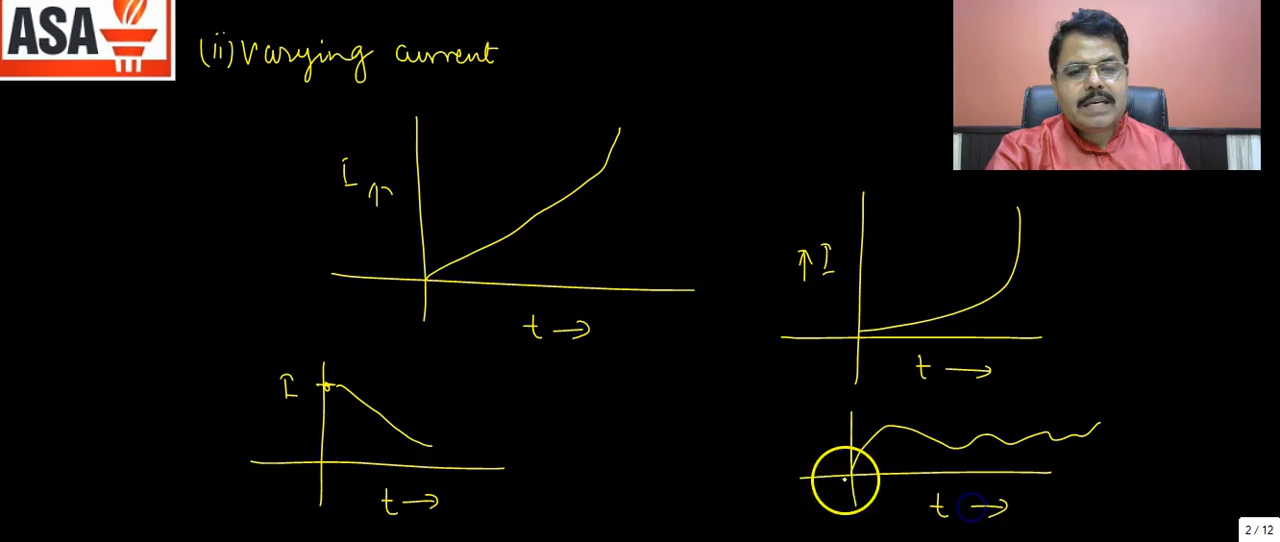 ASA
(ii) Varying current
I ↑
t →
↑ I
t →
I
t →
t →
2 / 12